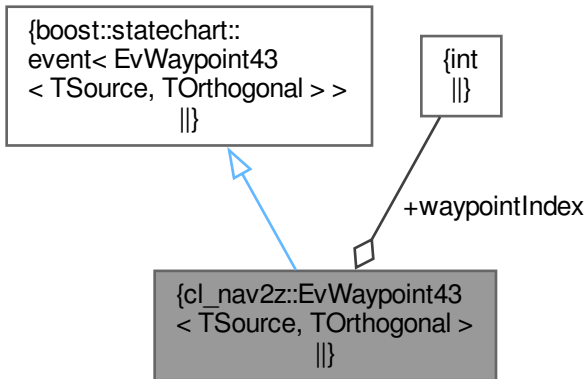 {boost::statechart::
event< EvWaypoint43
< TSource, TOrthogonal > >
||}
{int
||}
+waypointIndex
{cl_nav2z::EvWaypoint43
< TSource, TOrthogonal >
||}